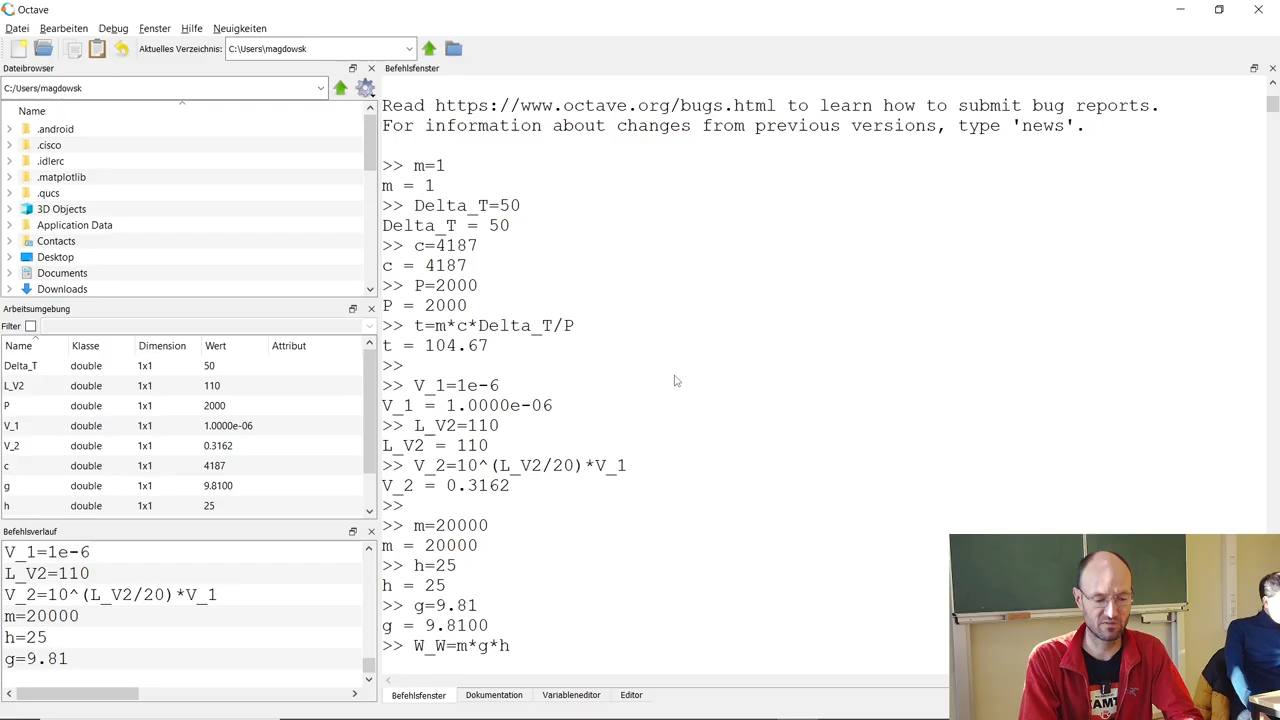 Octave
Datei Bearbeiten Debug Fenster Hilfe Neuigkeiten
Aktuelles Verzeichnis: C:\Users\magdowsk
Dateibrowser
C:/Users/magdowsk
Name
.android
.cisco
.idlerc
.matplotlib
.qucs
3D Objects
Application Data
Contacts
Desktop
Documents
Downloads
Arbeitsumgebung
Filter
Name Klasse Dimension Wert Attribut
Delta_T double 1x1 50
L_V2 double 1x1 110
P double 1x1 2000
V_1 double 1x1 1.0000e-06
V_2 double 1x1 0.3162
c double 1x1 4187
g double 1x1 9.8100
h double 1x1 25
Befehlsverlauf
V_1=1e-6
L_V2=110
V_2=10^(L_V2/20)*V_1
m=20000
h=25
g=9.81
Befehlsfenster
Read https://www.octave.org/bugs.html to learn how to submit bug reports.
For information about changes from previous versions, type 'news'.
>> m=1
m = 1
>> Delta_T=50
Delta_T = 50
>> c=4187
c = 4187
>> P=2000
P = 2000
>> t=m*c*Delta_T/P
t = 104.67
>>
>> V_1=1e-6
V_1 = 1.0000e-06
>> L_V2=110
L_V2 = 110
>> V_2=10^(L_V2/20)*V_1
V_2 = 0.3162
>>
>> m=20000
m = 20000
>> h=25
h = 25
>> g=9.81
g = 9.8100
>> W_W=m*g*h
Befehlsfenster Dokumentation Variableneditor Editor